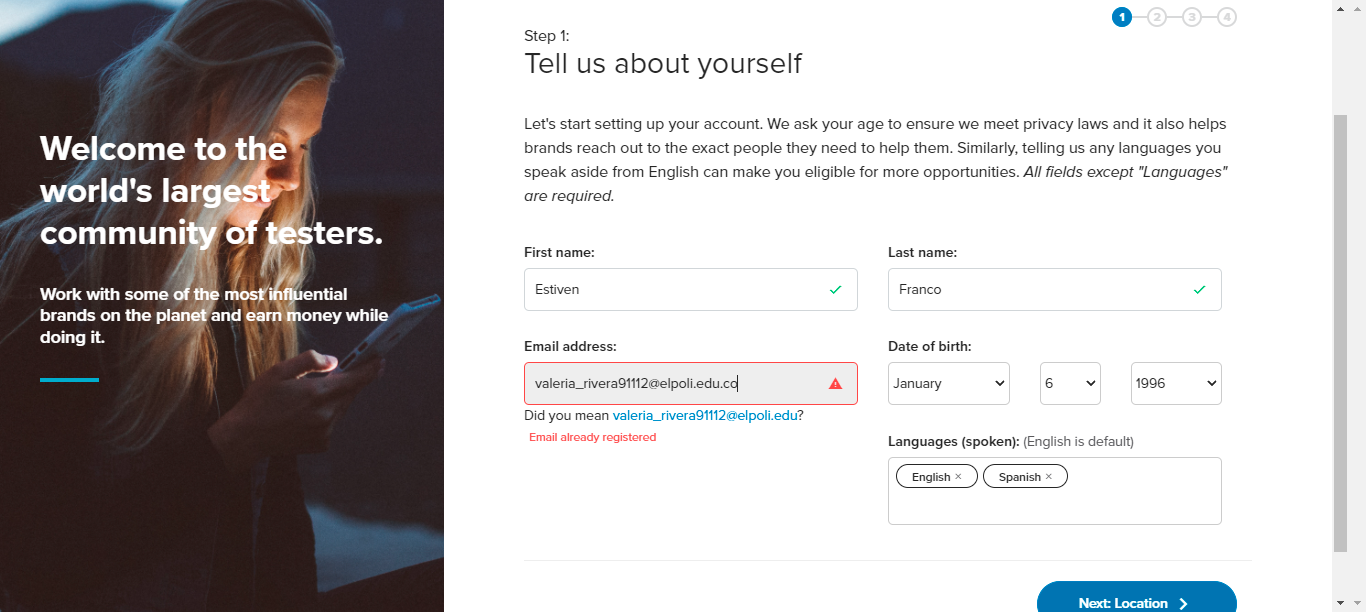 Welcome to the
world's largest
community of testers.
Work with some of the most influential
brands on the planet and earn money while
doing it.
1 2 3 4
Step 1:
Tell us about yourself
Let's start setting up your account. We ask your age to ensure we meet privacy laws and it also helps
brands reach out to the exact people they need to help them. Similarly, telling us any languages you
speak aside from English can make you eligible for more opportunities. All fields except "Languages"
are required.
First name:
Last name:
Estiven
Franco
Email address:
Date of birth:
valeria_rivera91112@elpoli.edu.co
January
6
1996
Did you mean valeria_rivera91112@elpoli.edu?
Email already registered
Languages (spoken): (English is default)
English ×
Spanish ×
Next: Location